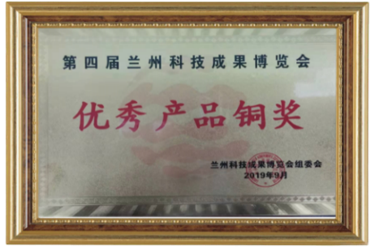 第四届兰州科技成果博览会
优秀产品铜奖
兰州科技成果博览会组委会
2019年9月